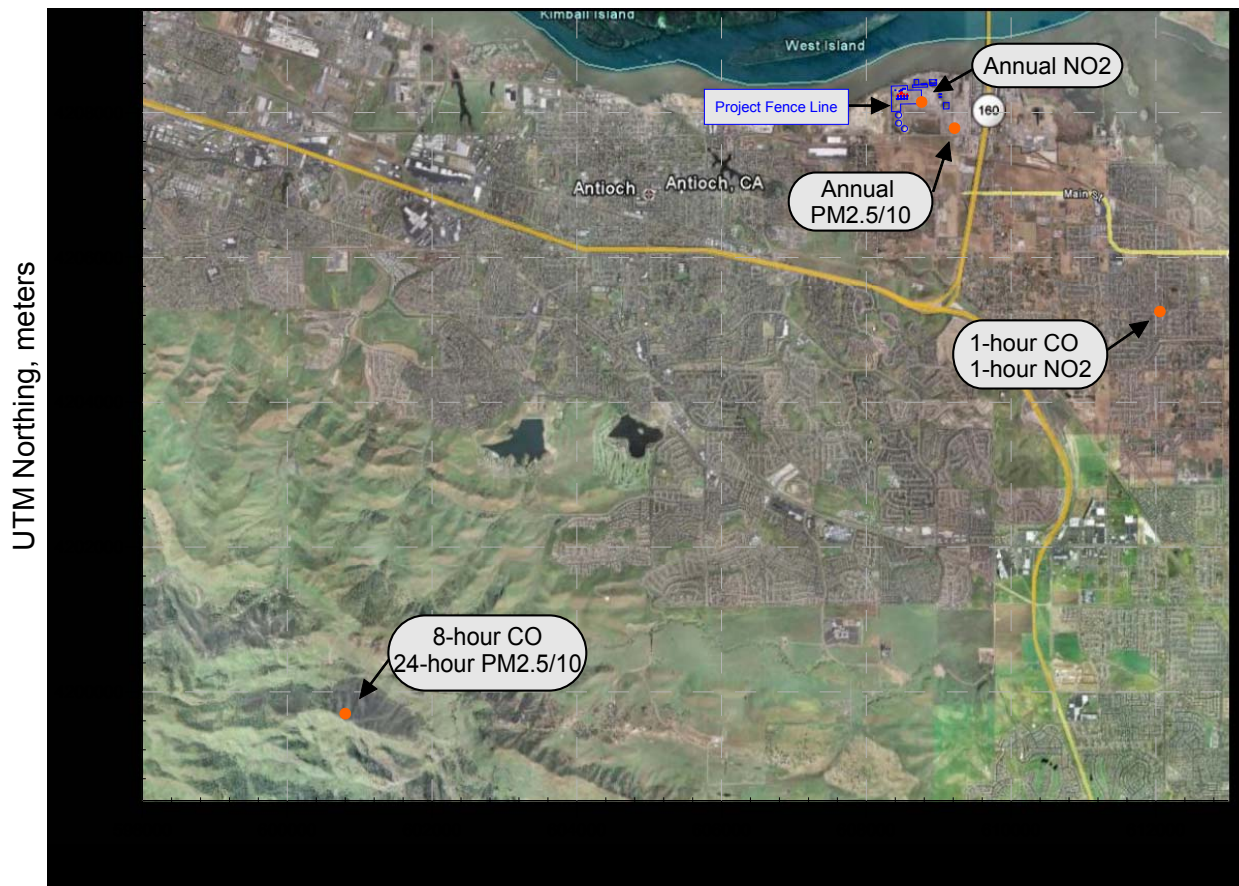 Kimball Island
West Island
Annual NO2
Project Fence Line
160
Antioch
Antioch, CA
Annual
PM2.5/10
Main St
1-hour CO
1-hour NO2
UTM Northing, meters
8-hour CO
24-hour PM2.5/10